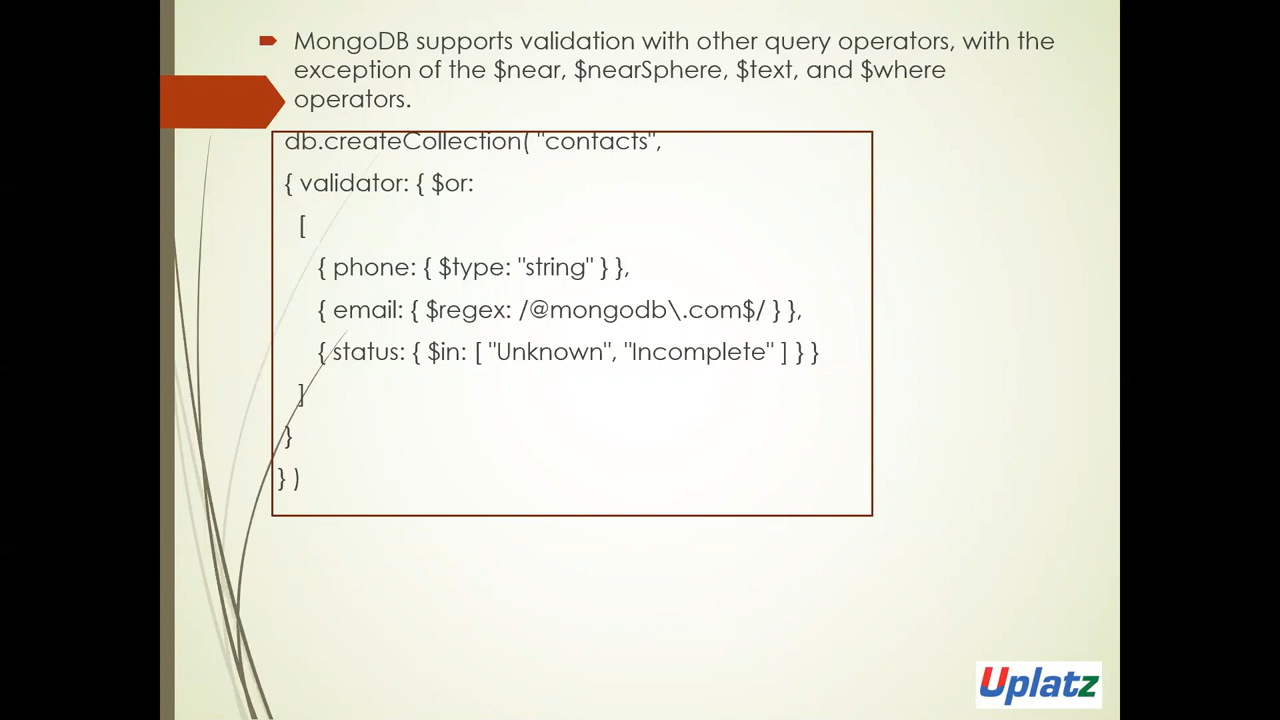 MongoDB supports validation with other query operators, with the
exception of the $near, $nearSphere, $text, and $where
operators.
db.createCollection( "contacts",
{ validator: { $or:
[
{ phone: { $type: "string" } },
{ email: { $regex: /@mongodb\.com$/ } },
{ status: { $in: [ "Unknown", "Incomplete" ] } }
]
}
} )
Uplatz